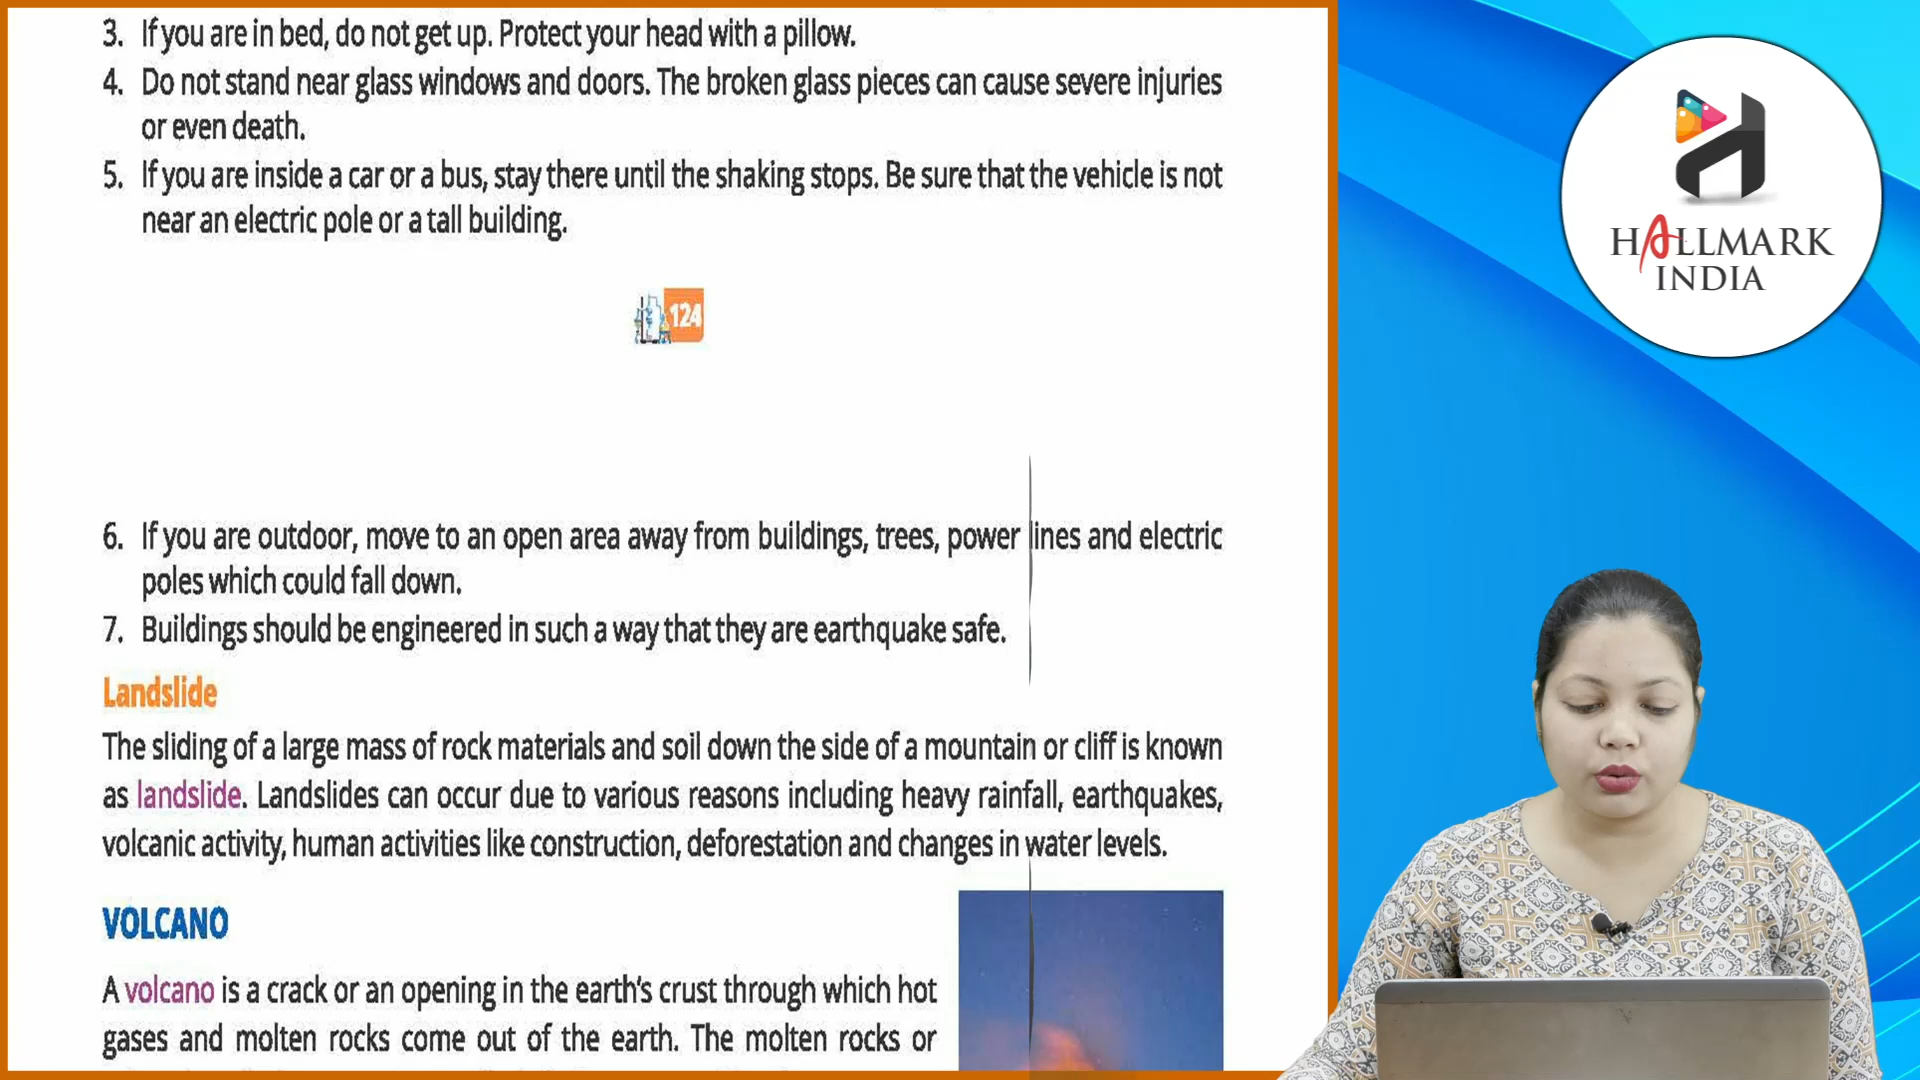 3. If you are in bed, do not get up. Protect your head with a pillow.
4. Do not stand near glass windows and doors. The broken glass pieces can cause severe injuries
or even death.
5. If you are inside a car or a bus, stay there until the shaking stops. Be sure that the vehicle is not
near an electric pole or a tall building.
124
6. If you are outdoor, move to an open area away from buildings, trees, power lines and electric
poles which could fall down.
7. Buildings should be engineered in such a way that they are earthquake safe.
Landslide
The sliding of a large mass of rock materials and soil down the side of a mountain or cliff is known
as landslide. Landslides can occur due to various reasons including heavy rainfall, earthquakes,
volcanic activity, human activities like construction, deforestation and changes in water levels.
VOLCANO
A volcano is a crack or an opening in the earth's crust through which hot
gases and molten rocks come out of the earth. The molten rocks or
HALLMARK
INDIA